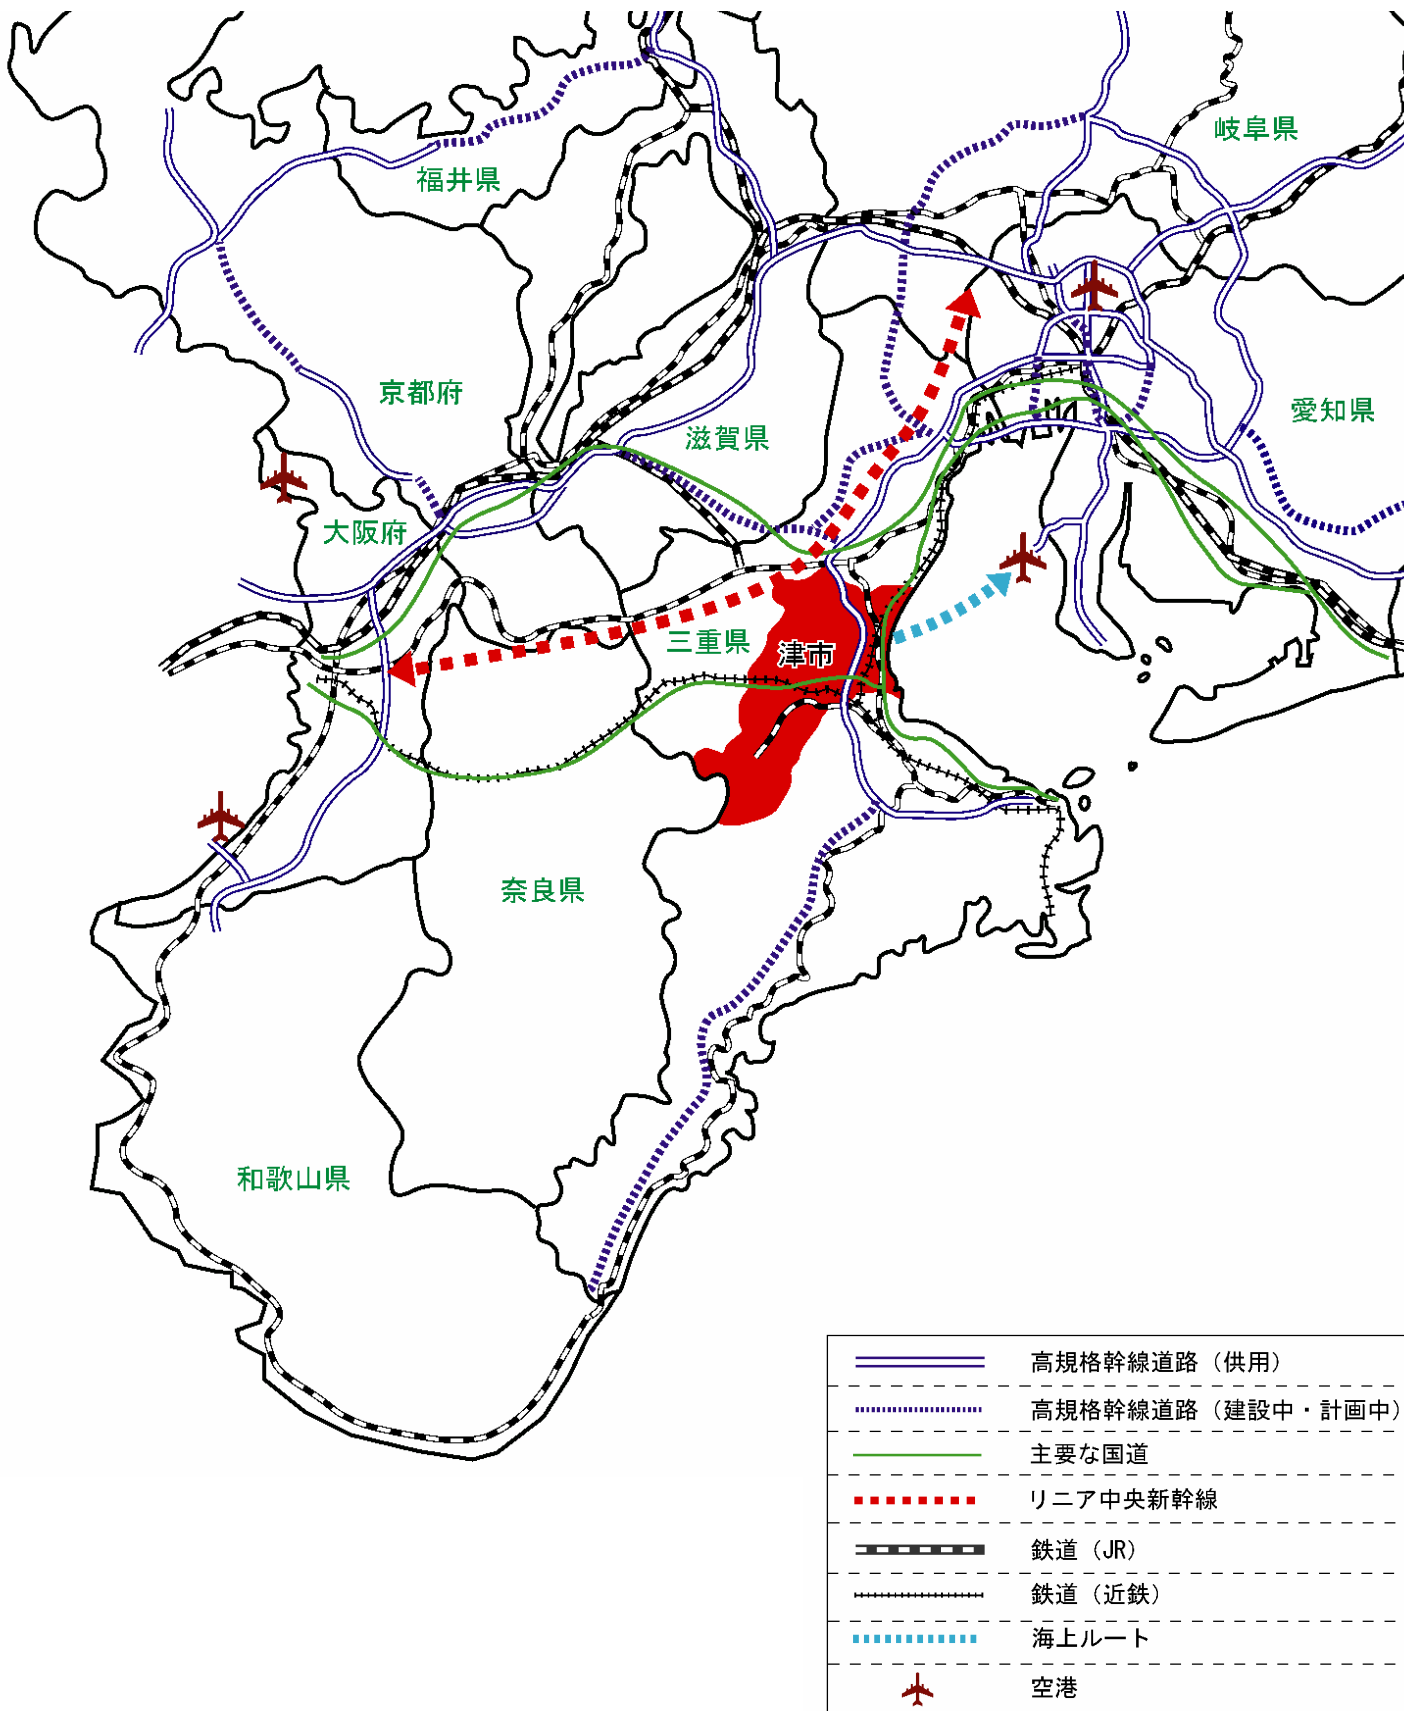 岐阜県
福井県
京都府
愛知県
滋賀県
大阪府
三重県
津市
奈良県
和歌山県
高規格幹線道路（供用）
高規格幹線道路（建設中・計画中）
主要な国道
リニア中央新幹線
鉄道（JR）
鉄道（近鉄）
海上ルート
空港